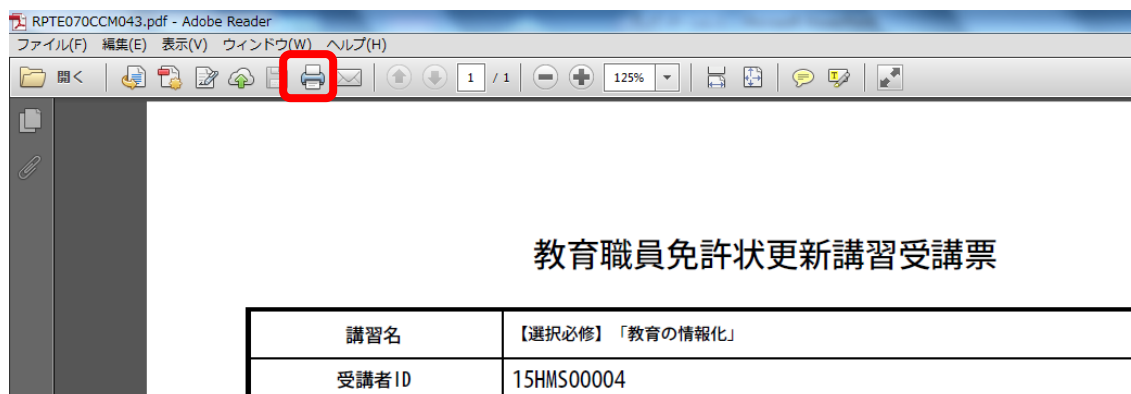 RPTE070CCM043.pdf - Adobe Reader
ファイル(F) 編集(E) 表示(V) ウィンドウ(W) ヘルプ(H)
開く 1 / 1 125%
教育職員免許状更新講習受講票
講習名 【選択必修】「教育の情報化」
受講者ID 15HMS00004